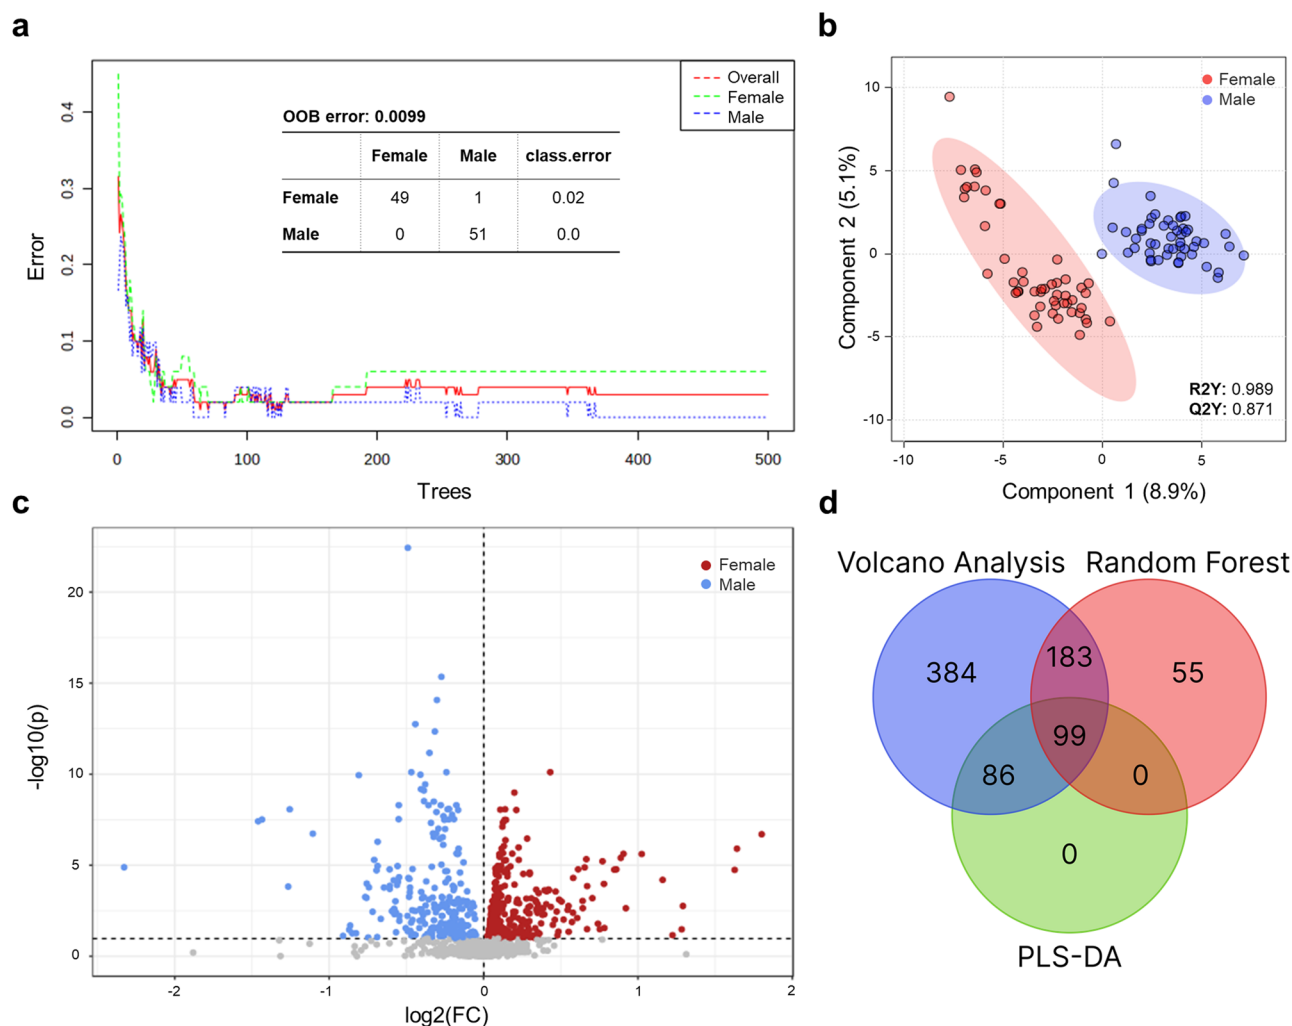 a
Overall
Female
Male
OOB error: 0.0099
Female Male class.error
Female 49 1 0.02
Male 0 51 0.0
Error
0.4
0.3
0.2
0.1
0.0
0 100 200 300 400 500
Trees
b
Female
Male
Component 2 (5.1%)
10
5
0
-5
-10
R2Y: 0.989
Q2Y: 0.871
-10 -5 0 5
Component 1 (8.9%)
c
Female
Male
-log10(p)
20
15
10
5
0
-2 -1 0 1 2
log2(FC)
d
Volcano Analysis Random Forest
384 183 55
99
86 0
0
PLS-DA